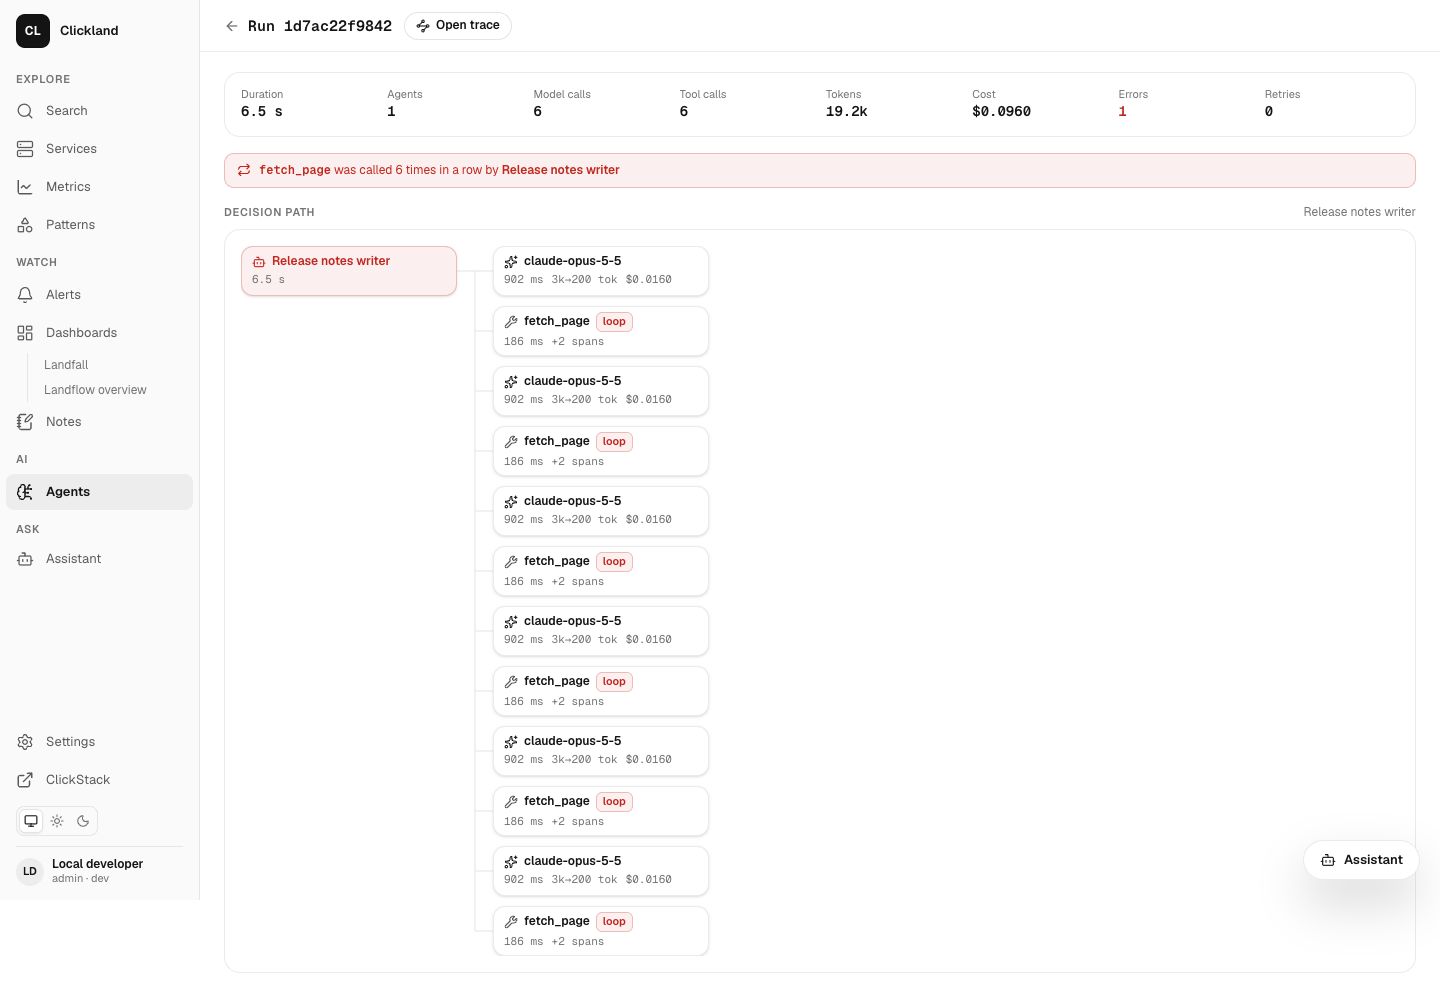 CL Clickland
EXPLORE
Search
Services
Metrics
Patterns
WATCH
Alerts
Dashboards
Landfall
Landflow overview
Notes
AI
Agents
ASK
Assistant
Settings
ClickStack
LD
Local developer
admin · dev
Run 1d7ac22f9842
Open trace
Duration
6.5 s
Agents
1
Model calls
6
Tool calls
6
Tokens
19.2k
Cost
$0.0960
Errors
1
Retries
0
fetch_page was called 6 times in a row by Release notes writer
DECISION PATH
Release notes writer
Release notes writer
6.5 s
claude-opus-5-5
902 ms 3k→200 tok $0.0160
fetch_page loop
186 ms +2 spans
claude-opus-5-5
902 ms 3k→200 tok $0.0160
fetch_page loop
186 ms +2 spans
claude-opus-5-5
902 ms 3k→200 tok $0.0160
fetch_page loop
186 ms +2 spans
claude-opus-5-5
902 ms 3k→200 tok $0.0160
fetch_page loop
186 ms +2 spans
claude-opus-5-5
902 ms 3k→200 tok $0.0160
fetch_page loop
186 ms +2 spans
claude-opus-5-5
902 ms 3k→200 tok $0.0160
fetch_page loop
186 ms +2 spans
Assistant